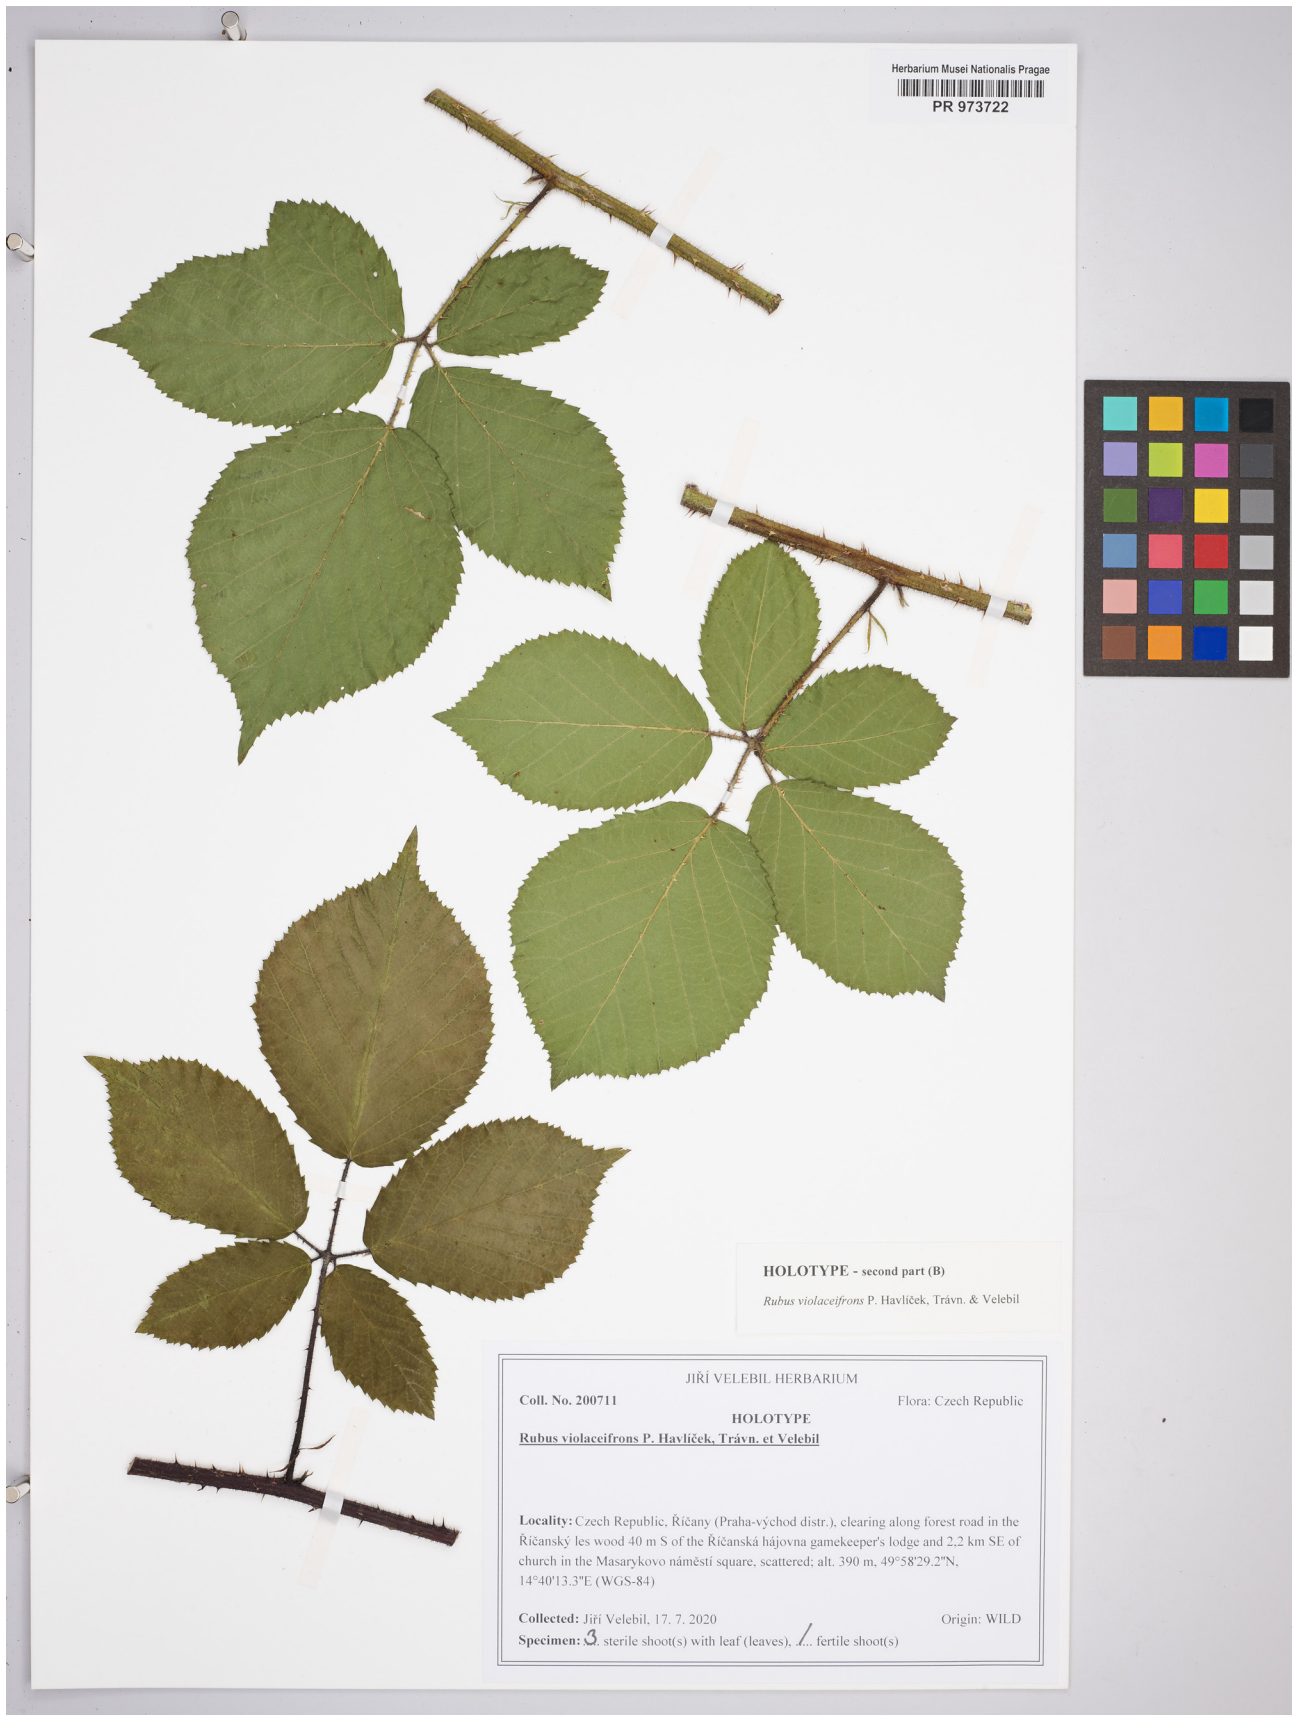 Herbarium Musei Nationalis Pragae
PR 973722
HOLOTYPE - second part (B)
Rubus violaceifrons P. Havlíček, Trávn. & Velebil
JIŘÍ VELEBIL HERBARIUM
Coll. No. 200711 Flora: Czech Republic
HOLOTYPE
Rubus violaceifrons P. Havlíček, Trávn. et Velebil
Locality: Czech Republic, Říčany (Praha-východ distr.), clearing along forest road in the
Říčanský les wood 40 m S of the Říčanská hájovna gamekeeper's lodge and 2,2 km SE of
church in the Masarykovo náměstí square, scattered; alt. 390 m, 49°58'29.2"N,
14°40'13.3"E (WGS-84)
Collected: Jiří Velebil, 17. 7. 2020 Origin: WILD
Specimen: 3 sterile shoot(s) with leaf (leaves), 1 fertile shoot(s)